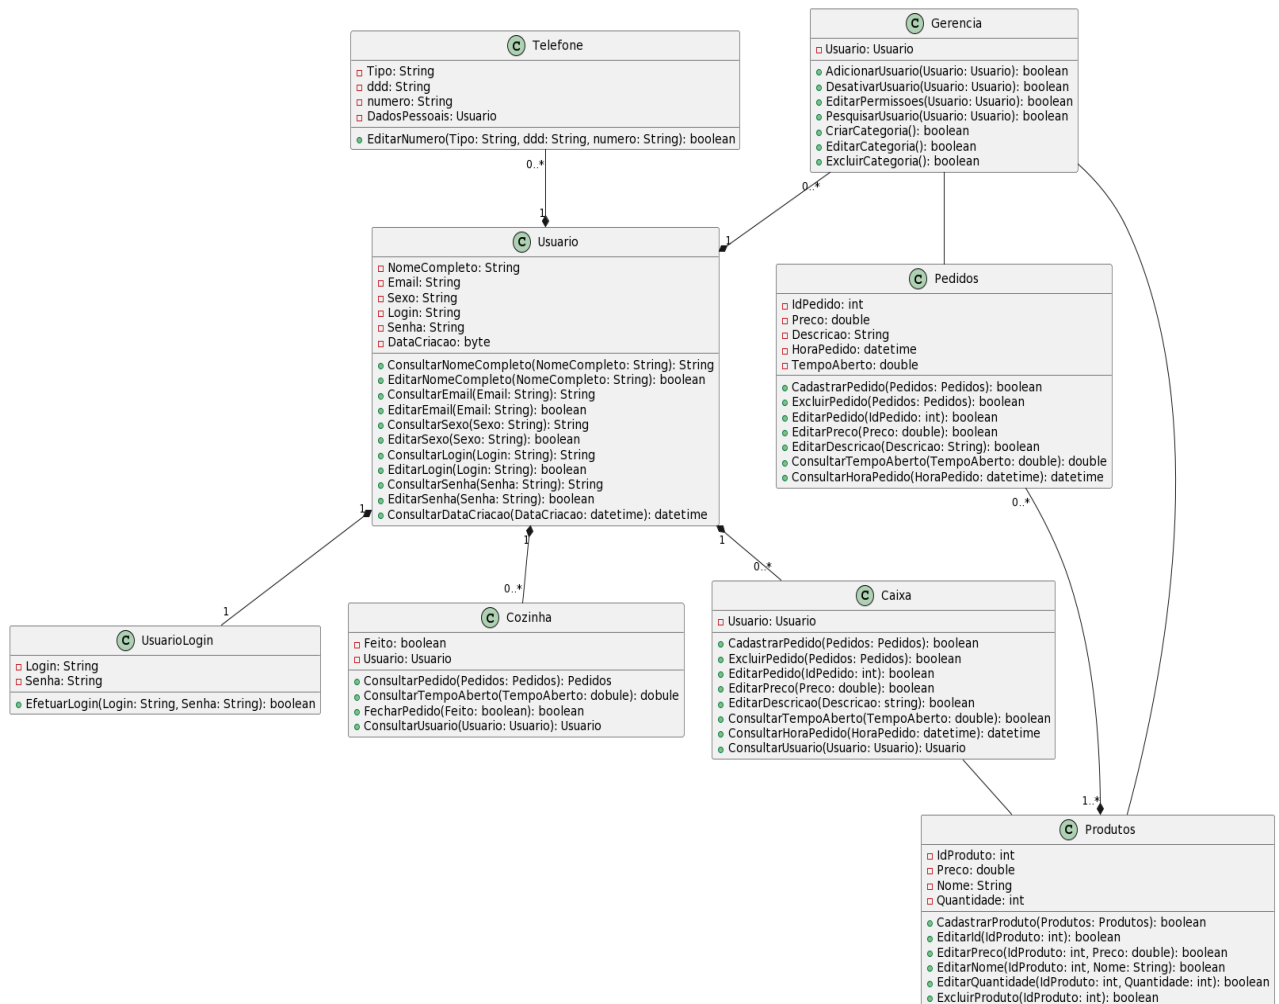 C Telefone
Tipo: String
ddd: String
numero: String
DadosPessoais: Usuario
EditarNumero(Tipo: String, ddd: String, numero: String): boolean
C Gerencia
Usuario: Usuario
AdicionarUsuario(Usuario: Usuario): boolean
DesativarUsuario(Usuario: Usuario): boolean
EditarPermissoes(Usuario: Usuario): boolean
PesquisarUsuario(Usuario: Usuario): boolean
CriarCategoria(): boolean
EditarCategoria(): boolean
ExcluirCategoria(): boolean
0..*
1
0..*
1
C Usuario
NomeCompleto: String
Email: String
Sexo: String
Login: String
Senha: String
DataCriacao: byte
ConsultarNomeCompleto(NomeCompleto: String): String
EditarNomeCompleto(NomeCompleto: String): boolean
ConsultarEmail(Email: String): String
EditarEmail(Email: String): boolean
ConsultarSexo(Sexo: String): String
EditarSexo(Sexo: String): boolean
ConsultarLogin(Login: String): String
EditarLogin(Login: String): boolean
ConsultarSenha(Senha: String): String
EditarSenha(Senha: String): boolean
ConsultarDataCriacao(DataCriacao: datetime): datetime
C Pedidos
IdPedido: int
Preco: double
Descricao: String
HoraPedido: datetime
TempoAberto: double
CadastrarPedido(Pedidos: Pedidos): boolean
ExcluirPedido(Pedidos: Pedidos): boolean
EditarPedido(IdPedido: int): boolean
EditarPreco(Preco: double): boolean
EditarDescricao(Descricao: String): boolean
ConsultarTempoAberto(TempoAberto: double): double
ConsultarHoraPedido(HoraPedido: datetime): datetime
1
1
1
0..*
1
0..*
0..*
1..*
C UsuarioLogin
Login: String
Senha: String
EfetuarLogin(Login: String, Senha: String): boolean
C Cozinha
Feito: boolean
Usuario: Usuario
ConsultarPedido(Pedidos: Pedidos): Pedidos
ConsultarTempoAberto(TempoAberto: dobule): dobule
FecharPedido(Feito: boolean): boolean
ConsultarUsuario(Usuario: Usuario): Usuario
C Caixa
Usuario: Usuario
CadastrarPedido(Pedidos: Pedidos): boolean
ExcluirPedido(Pedidos: Pedidos): boolean
EditarPedido(IdPedido: int): boolean
EditarPreco(Preco: double): boolean
EditarDescricao(Descricao: string): boolean
ConsultarTempoAberto(TempoAberto: double): boolean
ConsultarHoraPedido(HoraPedido: datetime): datetime
ConsultarUsuario(Usuario: Usuario): Usuario
C Produtos
IdProduto: int
Preco: double
Nome: String
Quantidade: int
CadastrarProduto(Produtos: Produtos): boolean
EditarId(IdProduto: int): boolean
EditarPreco(IdProduto: int, Preco: double): boolean
EditarNome(IdProduto: int, Nome: String): boolean
EditarQuantidade(IdProduto: int, Quantidade: int): boolean
ExcluirProduto(IdProduto: int): boolean